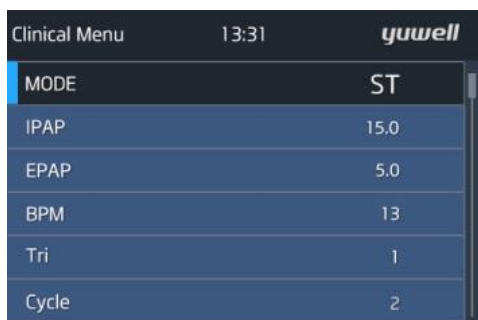 Clinical Menu 13:31 yuwell
MODE ST
IPAP 15.0
EPAP 5.0
BPM 13
Tri 1
Cycle 2